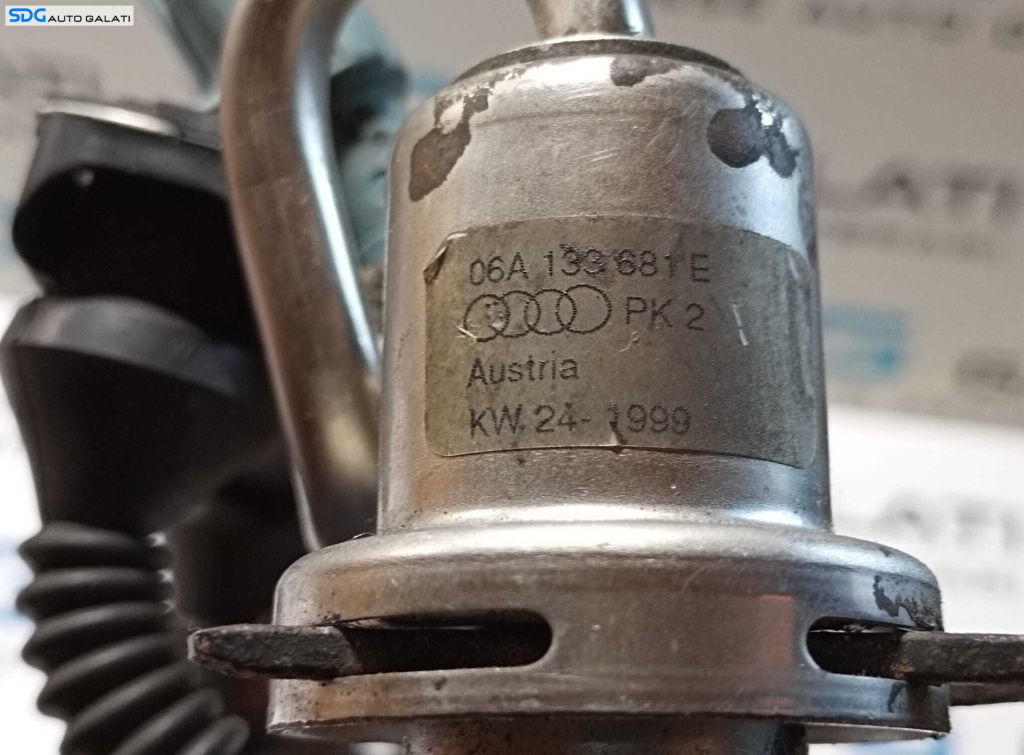 SDG AUTO GALATI
06A 133 681 E
PK 2
Austria
KW. 24- 1999